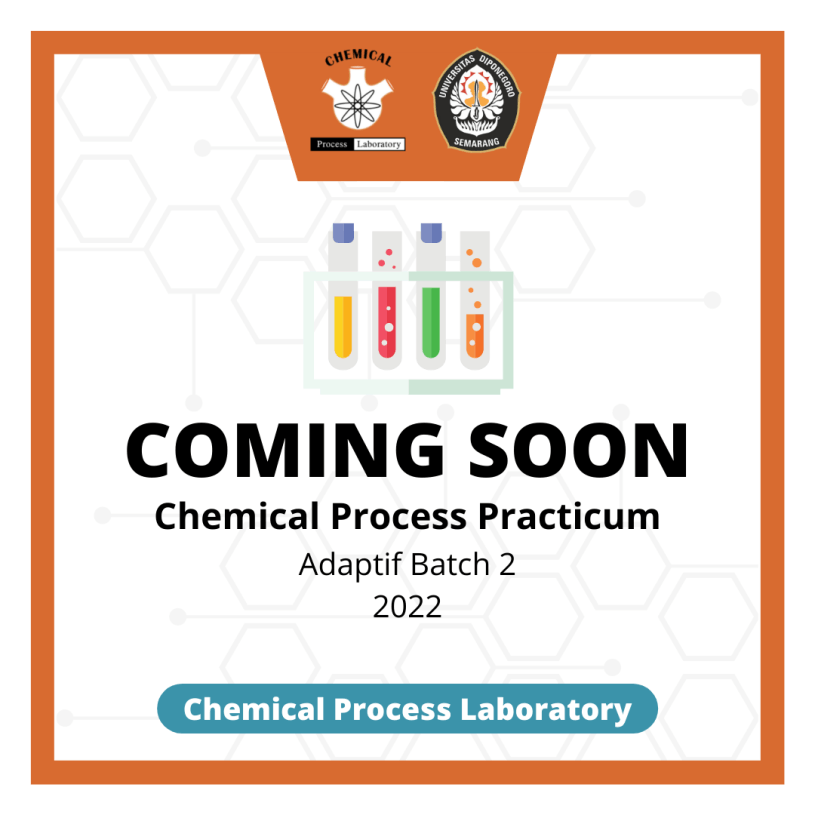 CHEMICAL
Process Laboratory
UNIVERSITAS DIPONEGORO
SEMARANG
COMING SOON
Chemical Process Practicum
Adaptif Batch 2
2022
Chemical Process Laboratory